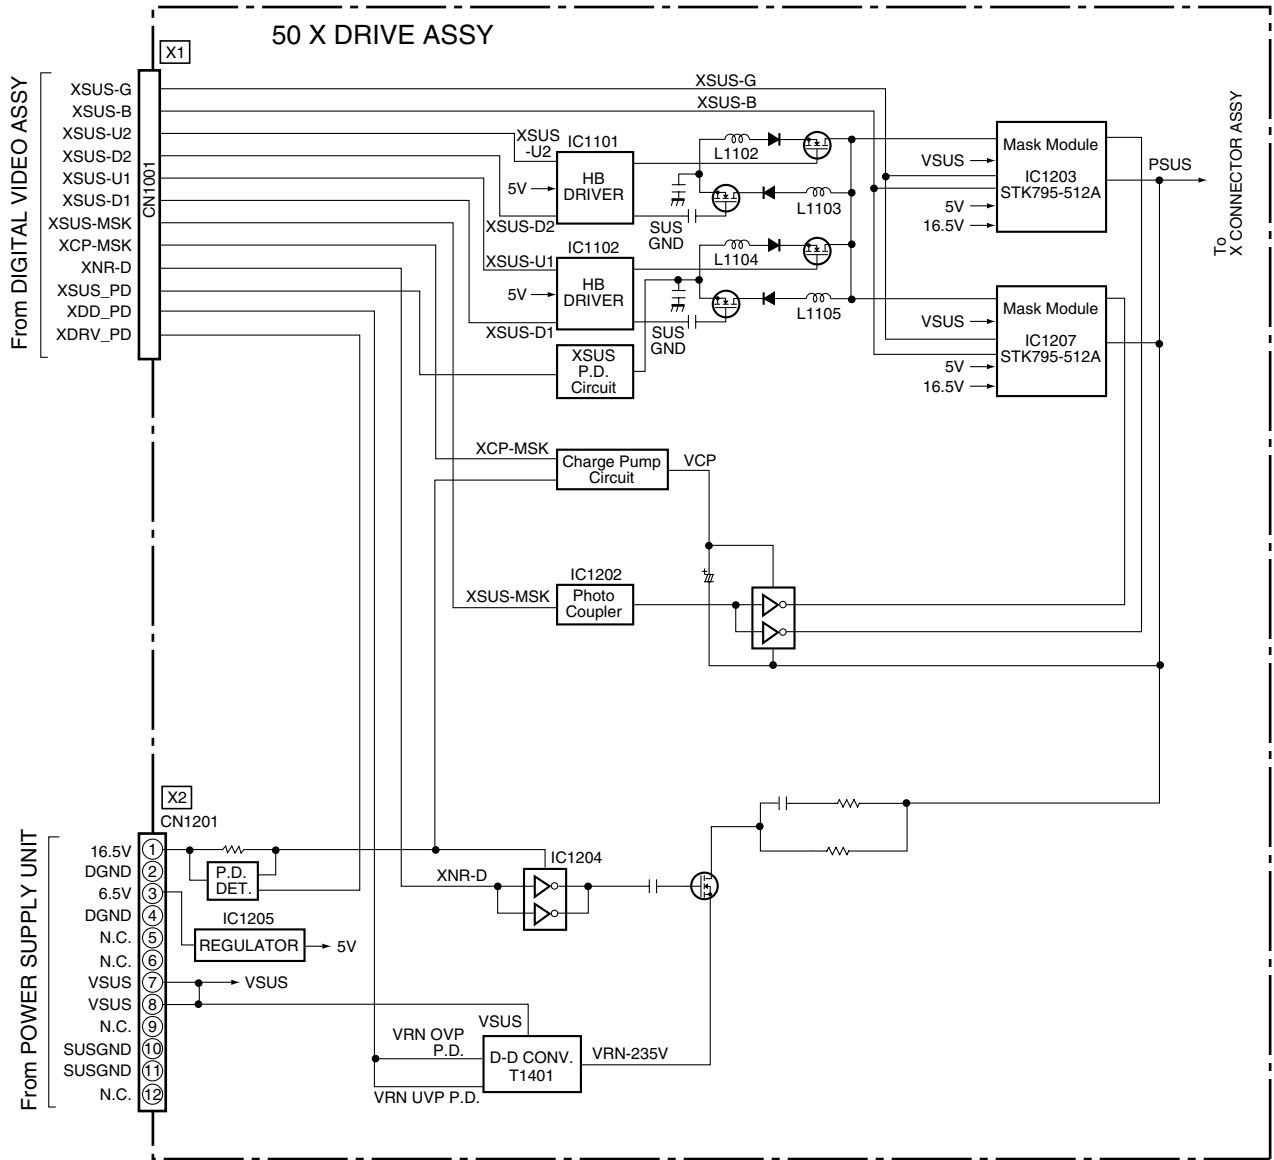 50 X DRIVE ASSY
X1
From DIGITAL VIDEO ASSY
CN1001
XSUS-G
XSUS-B
XSUS-U2
XSUS-D2
XSUS-U1
XSUS-D1
XSUS-MSK
XCP-MSK
XNR-D
XSUS_PD
XDD_PD
XDRV_PD
XSUS-G
XSUS-B
XSUS
-U2
IC1101
HB
DRIVER
5V
XSUS-D2
L1102
L1103
SUS
GND
XSUS-U1
IC1102
HB
DRIVER
5V
XSUS-D1
L1104
L1105
SUS
GND
XSUS
P.D.
Circuit
Mask Module
IC1203
STK795-512A
VSUS
5V
16.5V
PSUS
To
X CONNECTOR ASSY
Mask Module
IC1207
STK795-512A
VSUS
5V
16.5V
XCP-MSK
Charge Pump
Circuit
VCP
+
XSUS-MSK
IC1202
Photo
Coupler
X2
CN1201
From POWER SUPPLY UNIT
16.5V 1
DGND 2
6.5V 3
DGND 4
N.C. 5
N.C. 6
VSUS 7
VSUS 8
N.C. 9
SUSGND 10
SUSGND 11
N.C. 12
P.D.
DET.
IC1205
REGULATOR
5V
VSUS
XNR-D
IC1204
VSUS
VRN OVP
P.D.
VRN UVP P.D.
D-D CONV.
T1401
VRN-235V